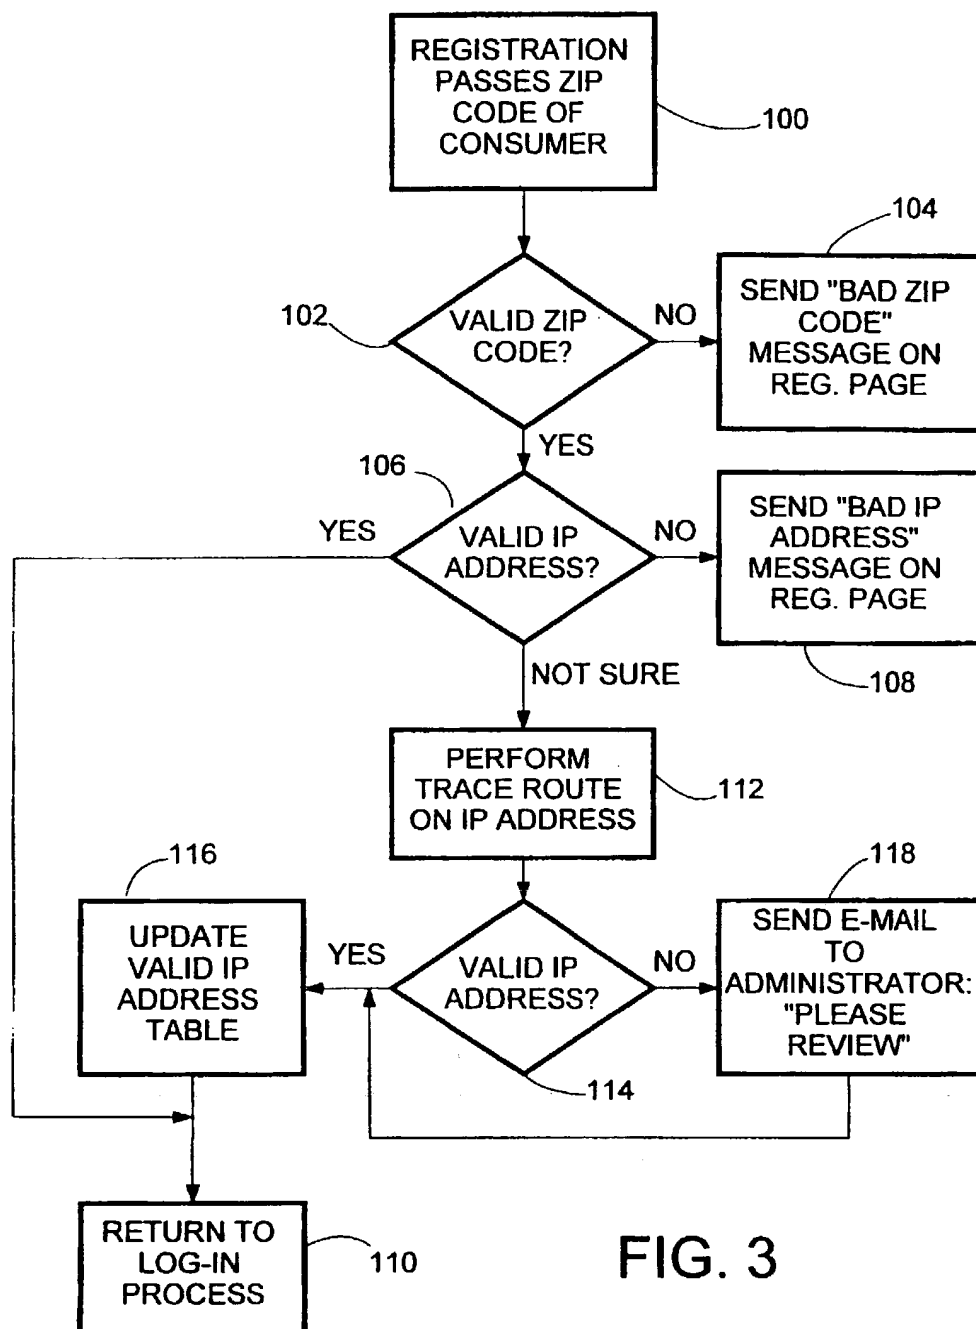 REGISTRATION
PASSES ZIP
CODE OF
CONSUMER
100
104
102
VALID ZIP
CODE?
NO
SEND "BAD ZIP
CODE"
MESSAGE ON
REG. PAGE
YES
106
YES
VALID IP
ADDRESS?
NO
SEND "BAD IP
ADDRESS"
MESSAGE ON
REG. PAGE
108
NOT SURE
PERFORM
TRACE ROUTE
ON IP ADDRESS
112
116
118
UPDATE
VALID IP
ADDRESS
TABLE
YES
VALID IP
ADDRESS?
NO
SEND E-MAIL
TO
ADMINISTRATOR:
"PLEASE
REVIEW"
114
RETURN TO
LOG-IN
PROCESS
110
FIG. 3